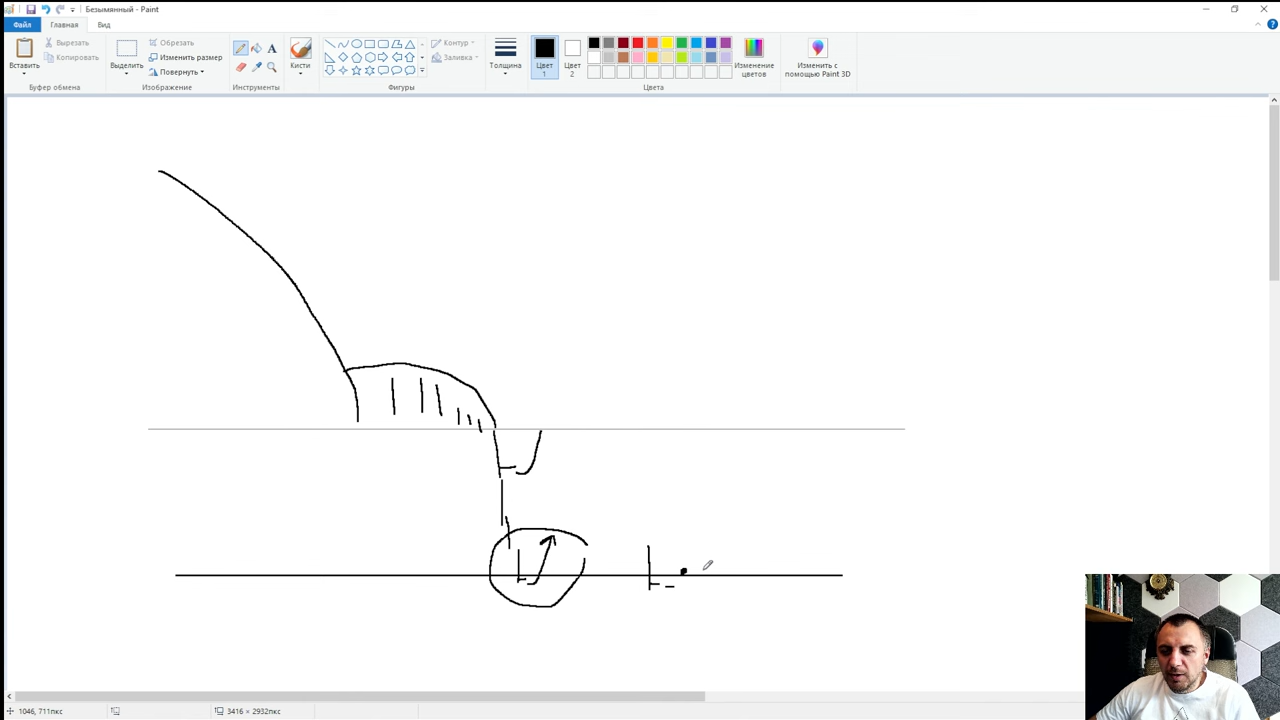 Безымянный - Paint
Файл Главная Вид
Вставить
Вырезать
Копировать
Буфер обмена
Выделить
Обрезать
Изменить размер
Повернуть
Изображение
A
Инструменты
Кисти
Контур
Заливка
Фигуры
Толщина
Цвет 1
Цвет 2
Изменение цветов
Цвета
Изменить с помощью Paint 3D
1046, 711пкс 3416 × 2932пкс